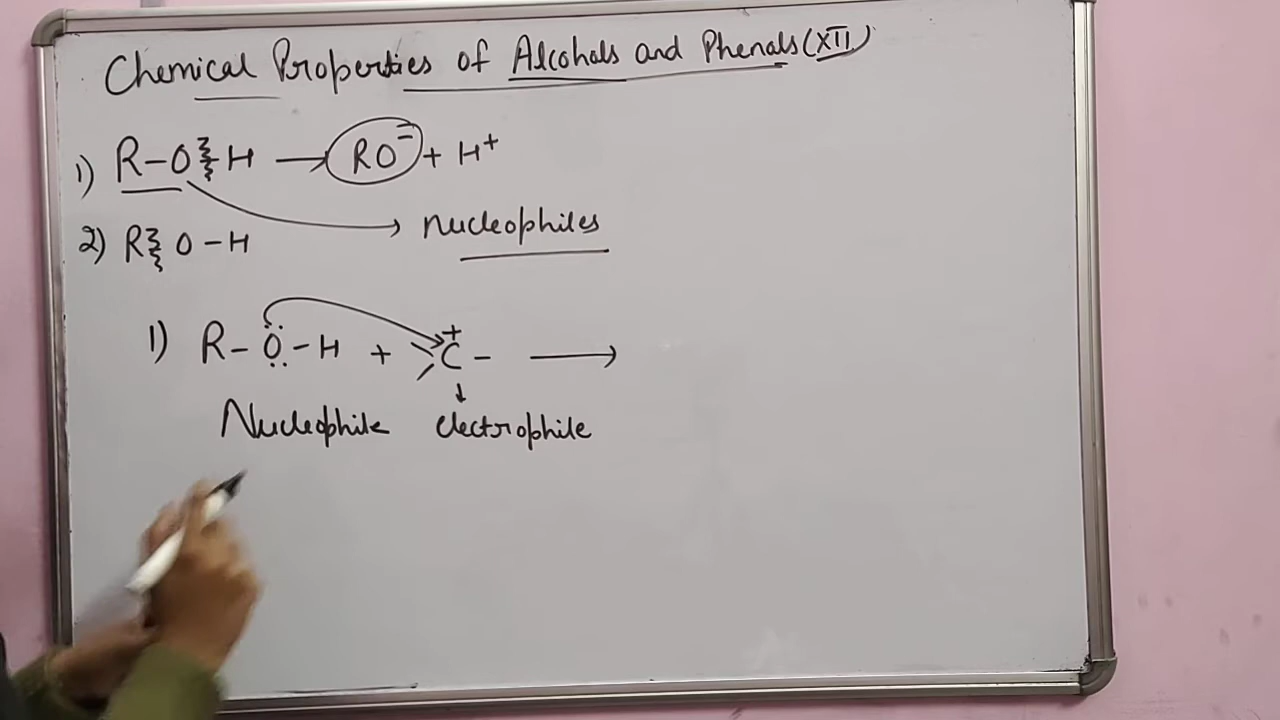 Chemical Properties of Alcohols and Phenols (XII)
1) R-O-H → RO⁻ + H⁺
nucleophiles
2) R O-H
1) R-Ö-H + C⁺- →
Nucleophile electrophile